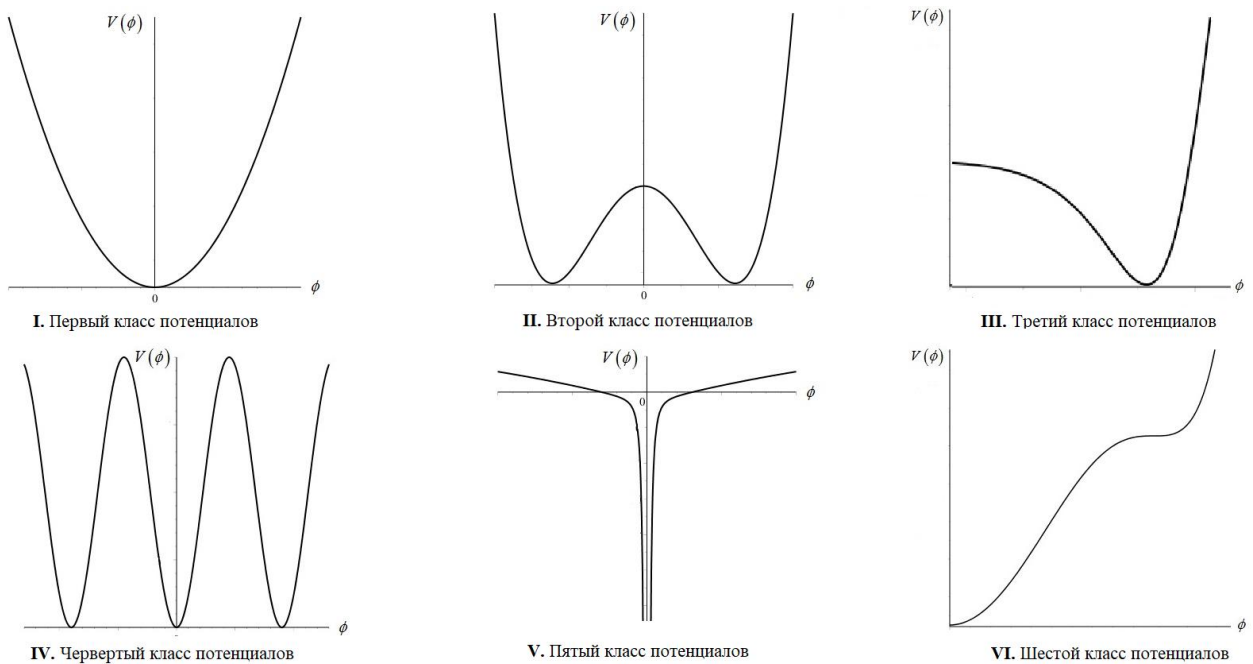 V(ϕ)
ϕ
0
I. Первый класс потенциалов
V(ϕ)
ϕ
0
II. Второй класс потенциалов
V(ϕ)
ϕ
III. Третий класс потенциалов
V(ϕ)
ϕ
IV. Червертый класс потенциалов
V(ϕ)
ϕ
0
V. Пятый класс потенциалов
V(ϕ)
ϕ
VI. Шестой класс потенциалов